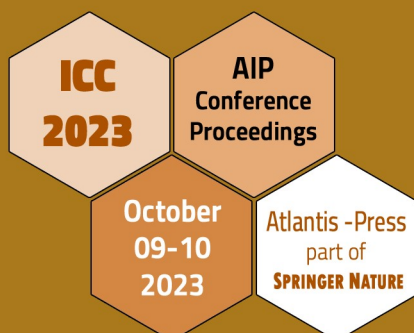 ICC
2023
AIP
Conference
Proceedings
October
09-10
2023
Atlantis -Press
part of
SPRINGER NATURE